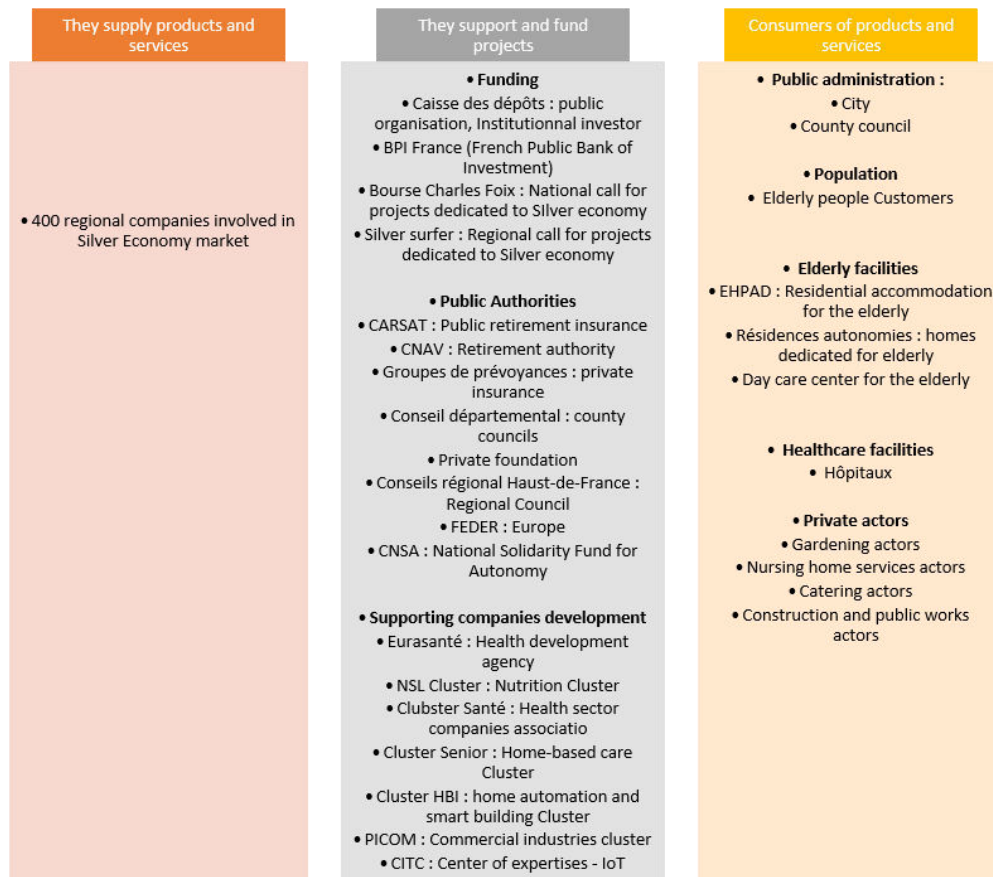 They supply products and
services
• 400 regional companies involved in
Silver Economy market
They support and fund
projects
• Funding
• Caisse des dépôts : public
organisation, Institutionnal investor
• BPI France (French Public Bank of
Investment)
• Bourse Charles Foix : National call for
projects dedicated to SIlver economy
• Silver surfer : Regional call for projects
dedicated to Silver economy
• Public Authorities
• CARSAT : Public retirement insurance
• CNAV : Retirement authority
• Groupes de prévoyances : private
insurance
• Conseil départemental : county
councils
• Private foundation
• Conseils régional Haust-de-France :
Regional Council
• FEDER : Europe
• CNSA : National Solidarity Fund for
Autonomy
• Supporting companies development
• Eurasanté : Health development
agency
• NSL Cluster : Nutrition Cluster
• Clubster Santé : Health sector
companies associatio
• Cluster Senior : Home-based care
Cluster
• Cluster HBI : home automation and
smart building Cluster
• PICOM : Commercial industries cluster
• CITC : Center of expertises - IoT
Consumers of products and
services
• Public administration :
• City
• County council
• Population
• Elderly people Customers
• Elderly facilities
• EHPAD : Residential accommodation
for the elderly
• Résidences autonomies : homes
dedicated for elderly
• Day care center for the elderly
• Healthcare facilities
• Hôpitaux
• Private actors
• Gardening actors
• Nursing home services actors
• Catering actors
• Construction and public works
actors